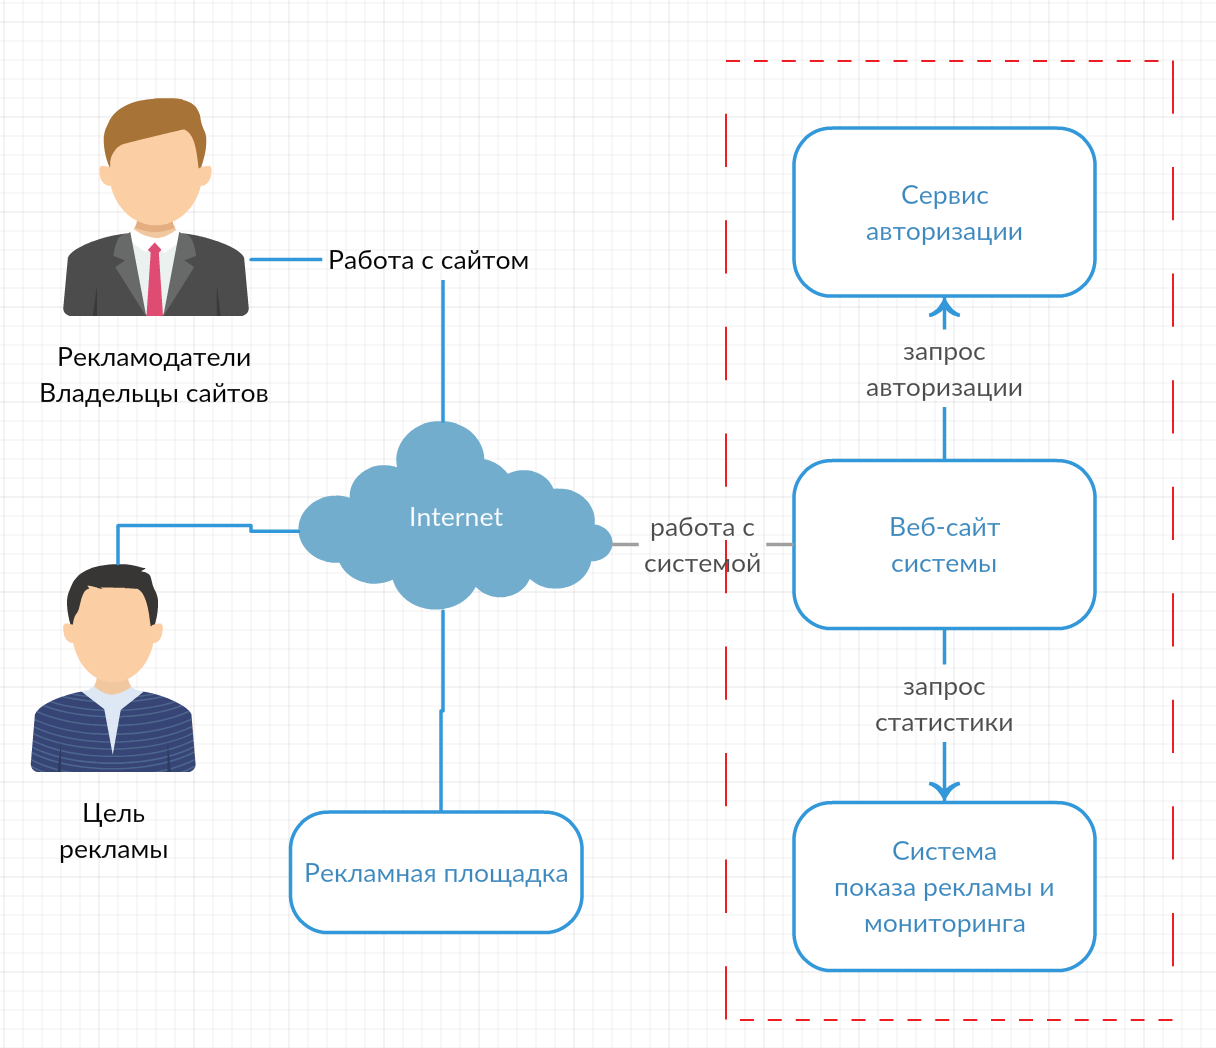 Работа с сайтом
Рекламодатели
Владельцы сайтов
Internet
Цель
рекламы
Рекламная площадка
работа с
системой
Сервис
авторизации
запрос
авторизации
Веб-сайт
системы
запрос
статистики
Система
показа рекламы и
мониторинга